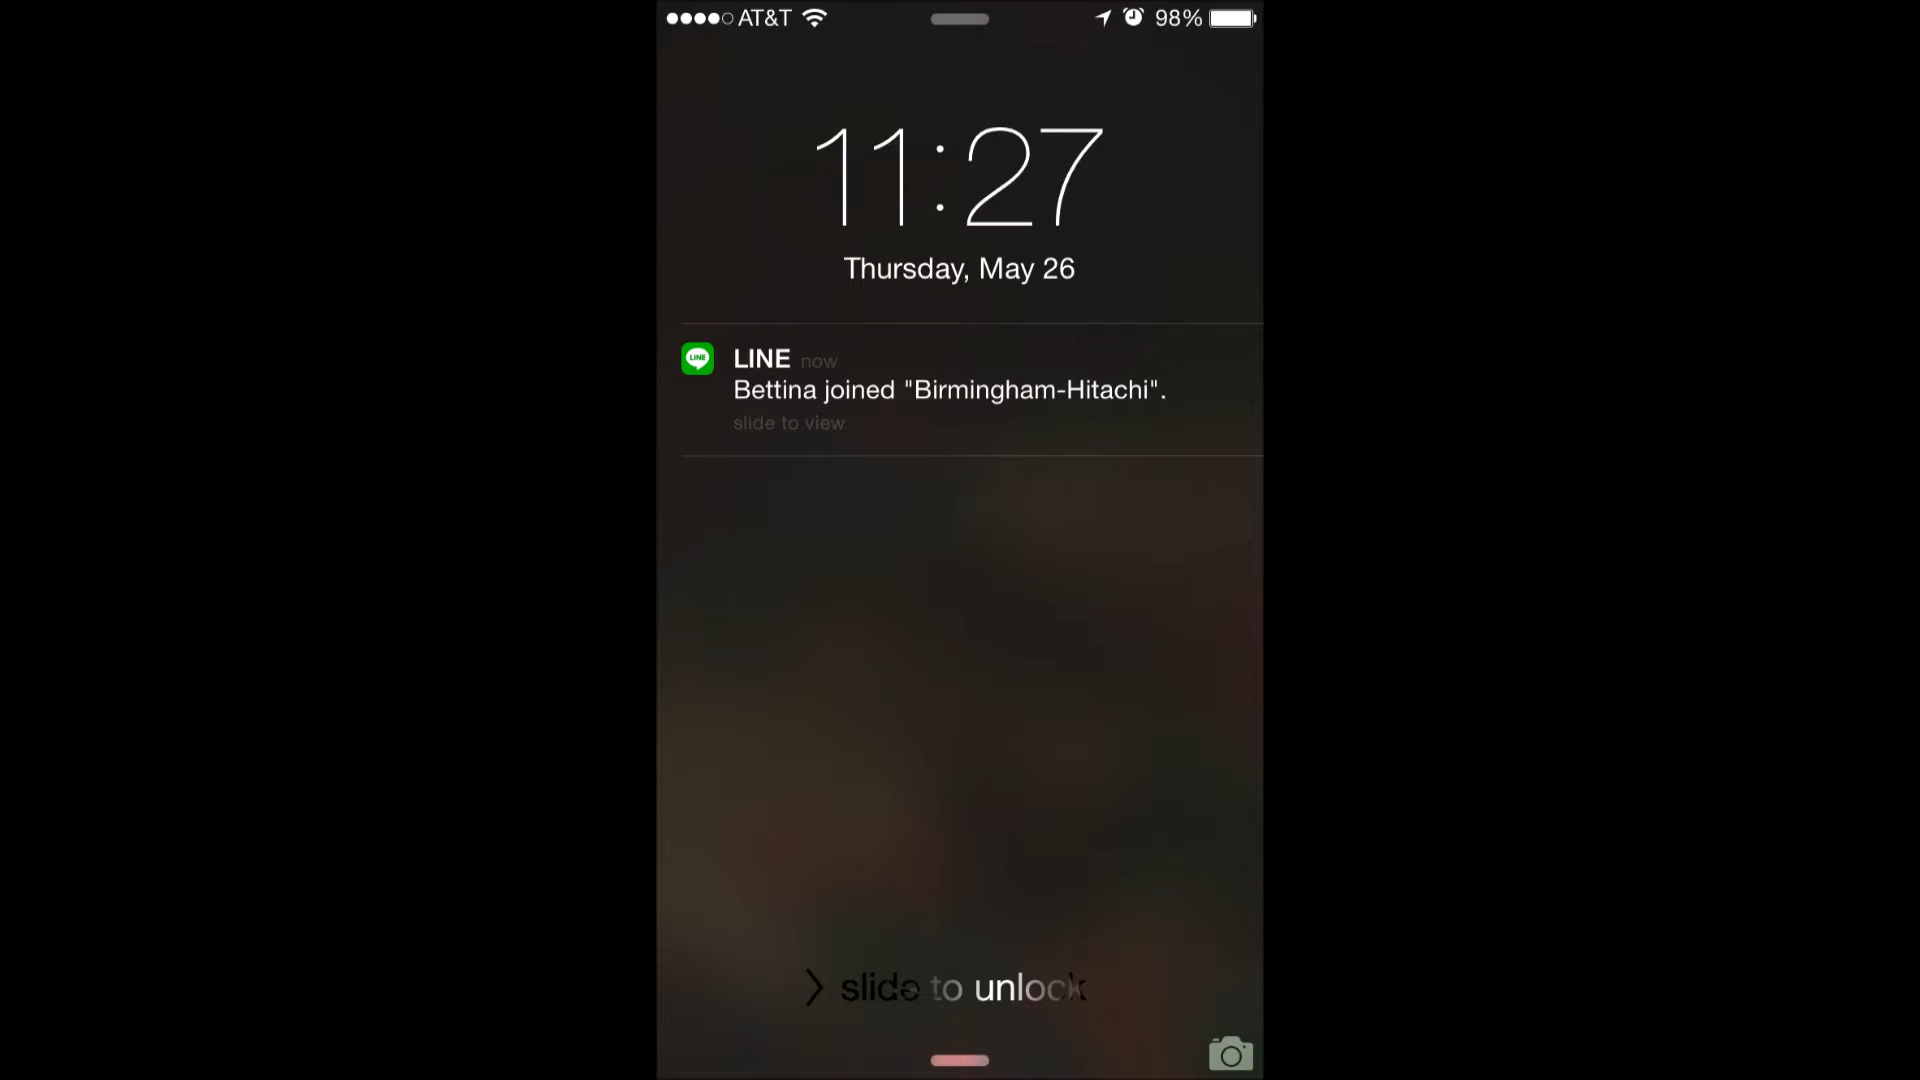 AT&T 98%
11:27
Thursday, May 26
LINE now
LINE
Bettina joined "Birmingham-Hitachi".
slide to view
slide to unlock